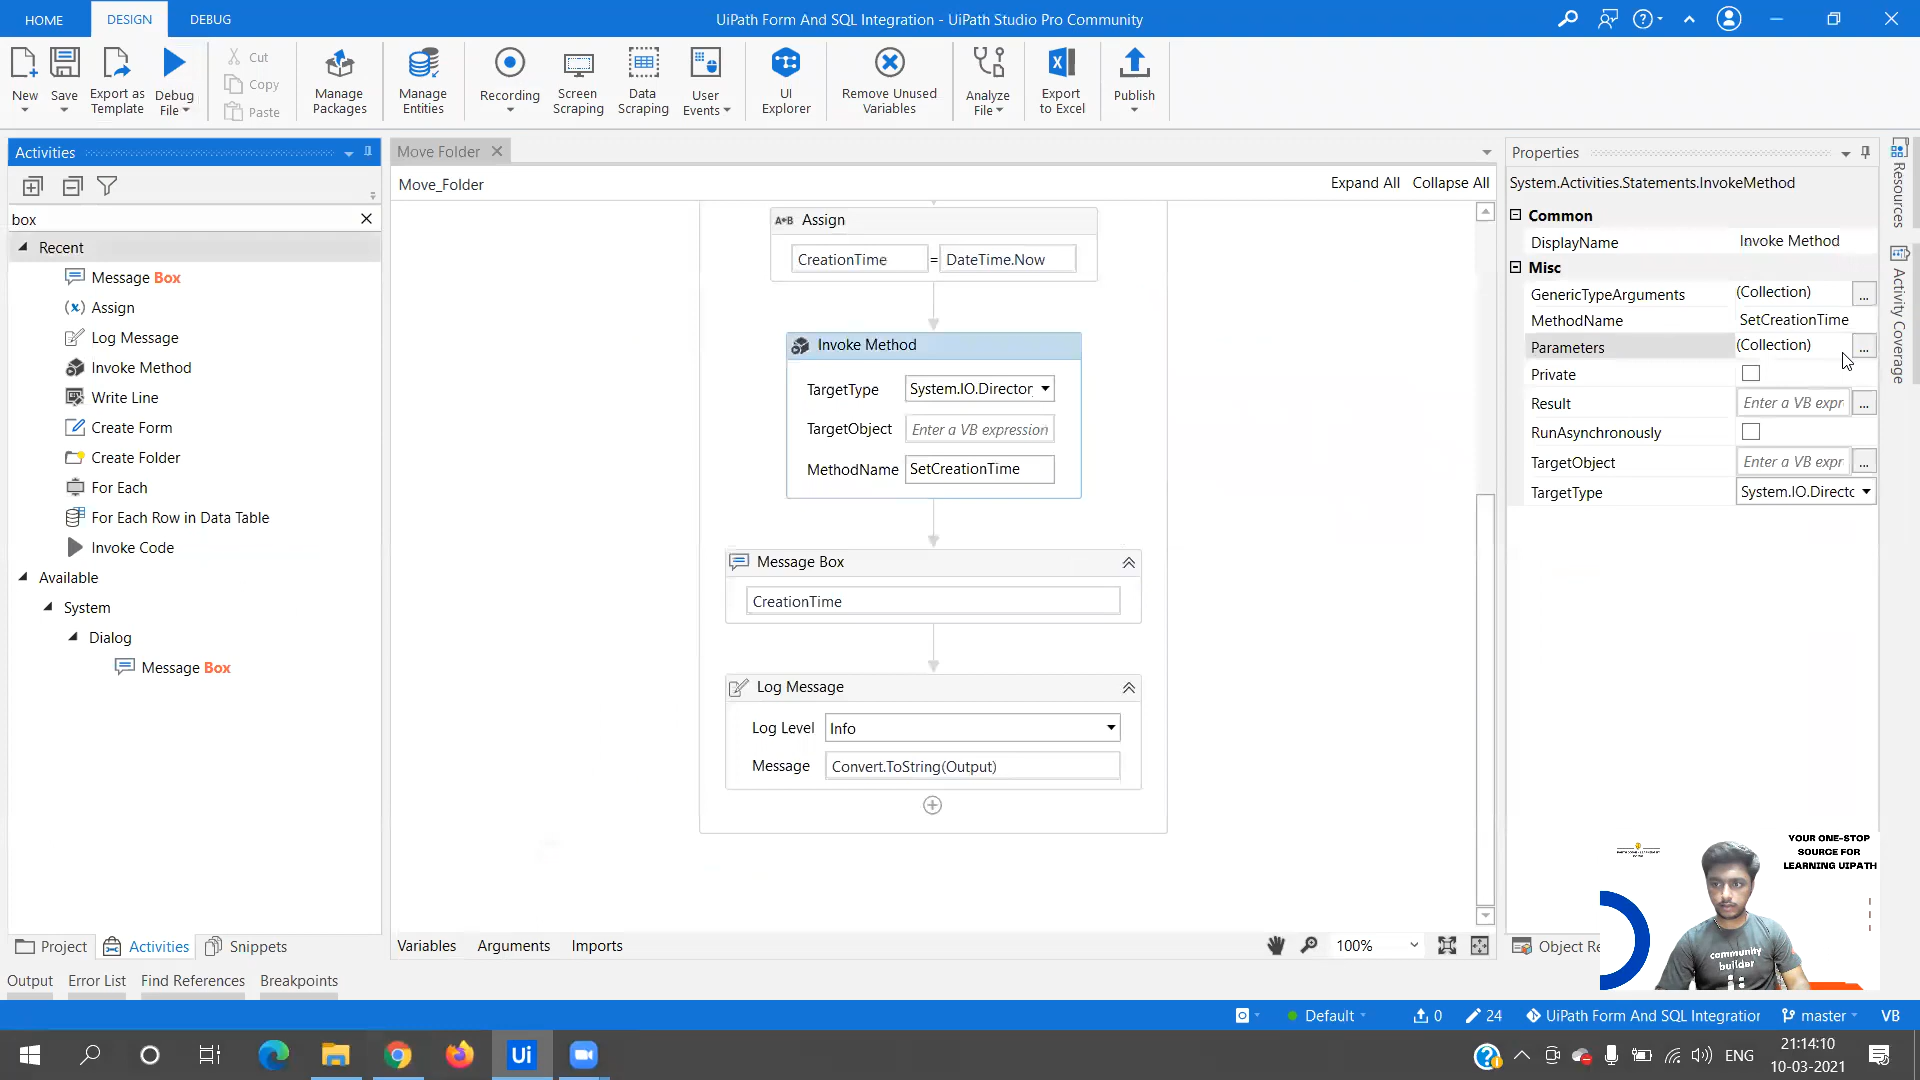 HOME
DESIGN
DEBUG
UiPath Form And SQL Integration - UiPath Studio Pro Community
New
Save
Export as Template
Debug File
Cut
Copy
Paste
Manage Packages
Manage Entities
Recording
Screen Scraping
Data Scraping
User Events
UI Explorer
Remove Unused Variables
Analyze File
Export to Excel
Publish
Activities
box
Recent
Message Box
Assign
Log Message
Invoke Method
Write Line
Create Form
Create Folder
For Each
For Each Row in Data Table
Invoke Code
Available
System
Dialog
Message Box
Project
Activities
Snippets
Move Folder
Move_Folder
Expand All
Collapse All
A*B Assign
CreationTime = DateTime.Now
Invoke Method
TargetType System.IO.Director
TargetObject Enter a VB expression
MethodName SetCreationTime
Message Box
CreationTime
Log Message
Log Level Info
Message Convert.ToString(Output)
Variables
Arguments
Imports
100%
Properties
System.Activities.Statements.InvokeMethod
Common
DisplayName Invoke Method
Misc
GenericTypeArguments (Collection) ...
MethodName SetCreationTime
Parameters (Collection) ...
Private
Result Enter a VB expr ...
RunAsynchronously
TargetObject Enter a VB expr ...
TargetType System.IO.Directo
Object Re
Resources
Activity Coverage
YOUR ONE-STOP
SOURCE FOR
LEARNING UIPATH
community
builder
Output
Error List
Find References
Breakpoints
Default
0
24
UiPath Form And SQL Integration
master
VB
Ui
ENG
21:14:10
10-03-2021